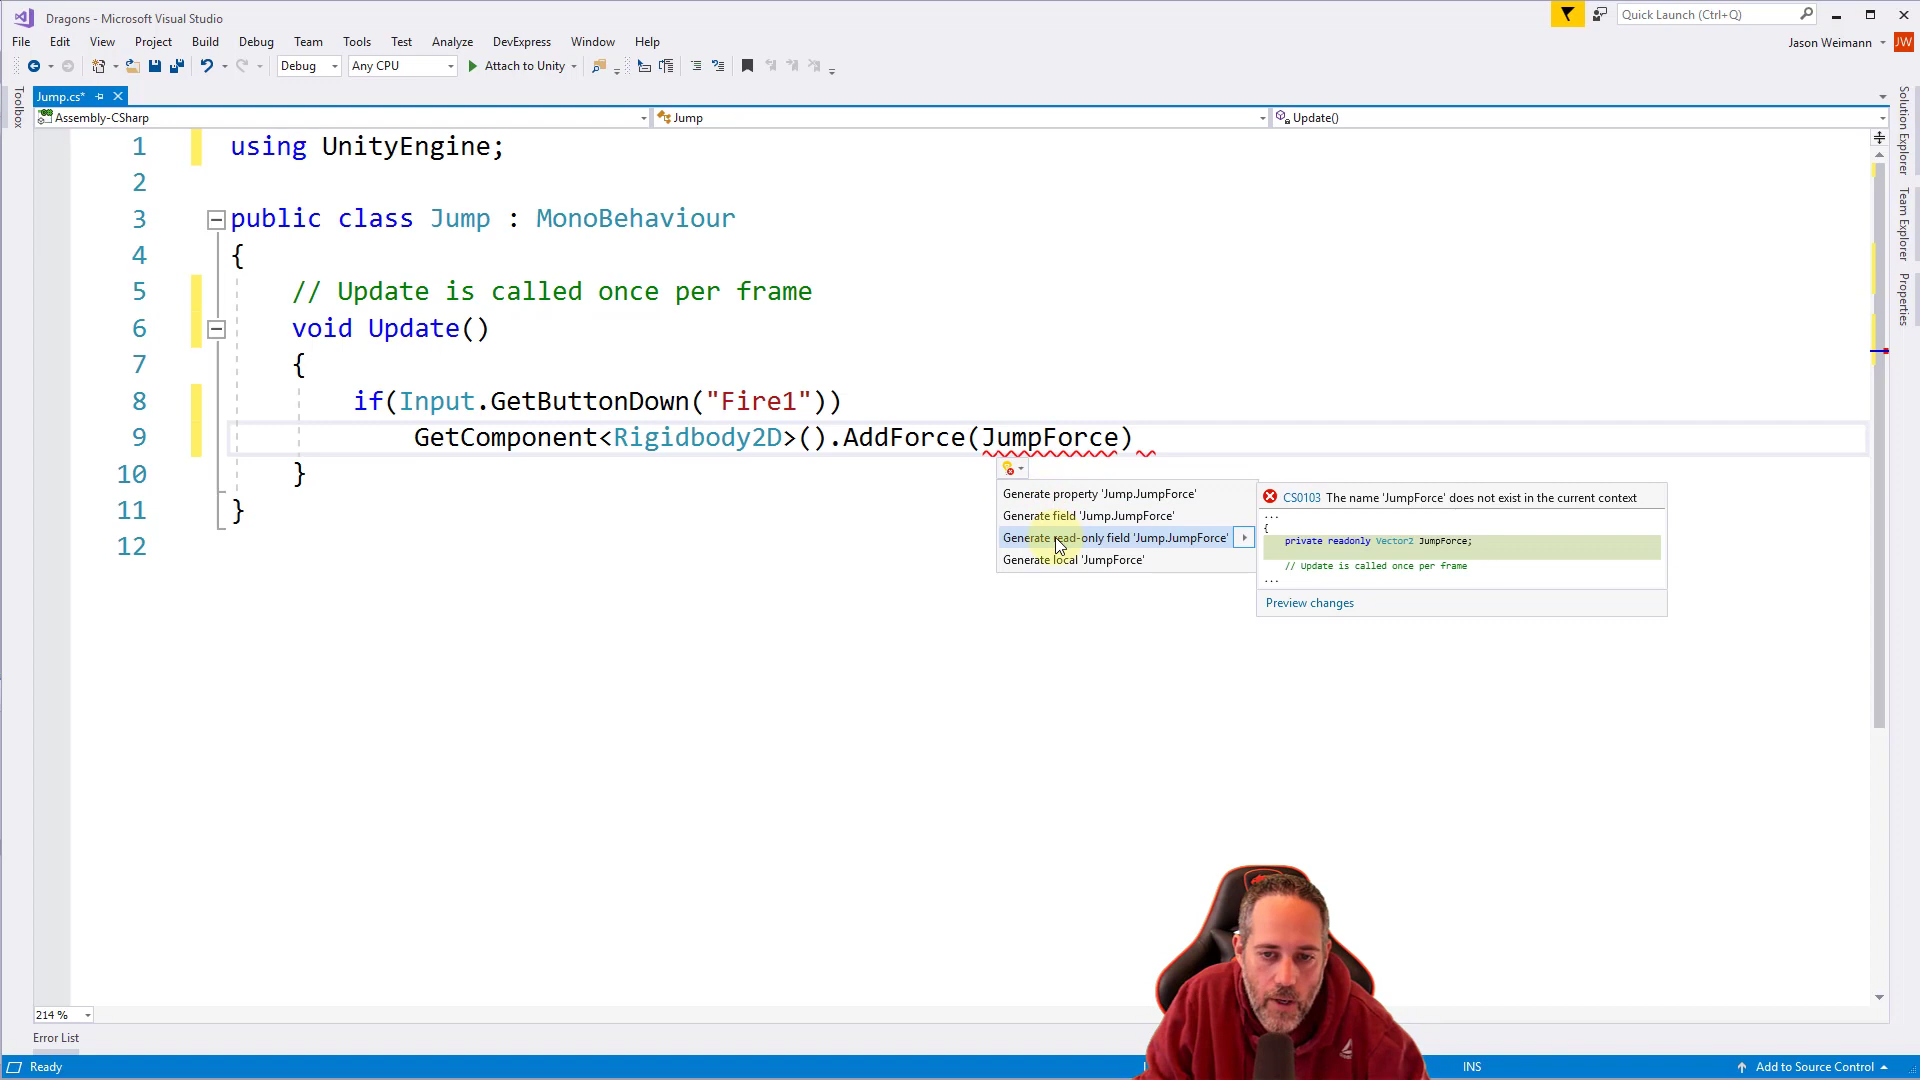 Dragons - Microsoft Visual Studio
Quick Launch (Ctrl+Q)
File Edit View Project Build Debug Team Tools Test Analyze DevExpress Window Help
Jason Weimann JW
Debug Any CPU Attach to Unity
Toolbox
Jump.cs*
Assembly-CSharp Jump Update()
Solution Explorer
Team Explorer
Properties
1 using UnityEngine;
2
3 public class Jump : MonoBehaviour
4 {
5 // Update is called once per frame
6 void Update()
7 {
8 if(Input.GetButtonDown("Fire1"))
9 GetComponent<Rigidbody2D>().AddForce(JumpForce)
10 }
11 }
12
Generate property 'Jump.JumpForce'
Generate field 'Jump.JumpForce'
Generate read-only field 'Jump.JumpForce'
Generate local 'JumpForce'
CS0103 The name 'JumpForce' does not exist in the current context
...
{
private readonly Vector2 JumpForce;
// Update is called once per frame
...
Preview changes
214 %
Error List
Ready INS Add to Source Control